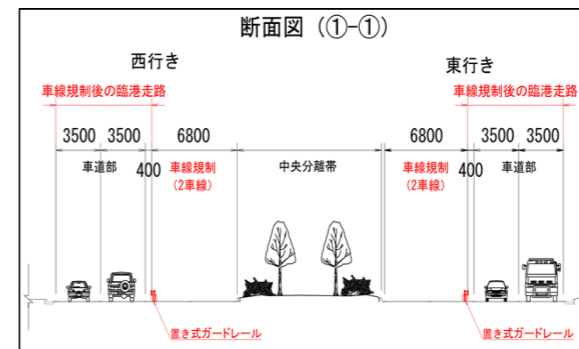 断面図 (①-①)
西行き
東行き
車線規制後の臨港走路
車線規制後の臨港走路
3500
3500
6800
6800
3500
3500
車道部
400
車線規制
(2車線)
中央分離帯
車線規制
(2車線)
400
車道部
置き式ガードレール
置き式ガードレール